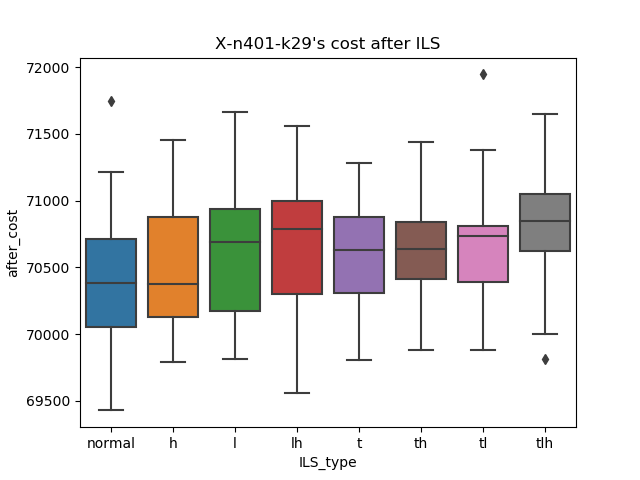 X-n401-k29's cost after ILS
72000
71500
71000
70500
70000
69500
after_cost
normal h l lh t th tl tlh
ILS_type